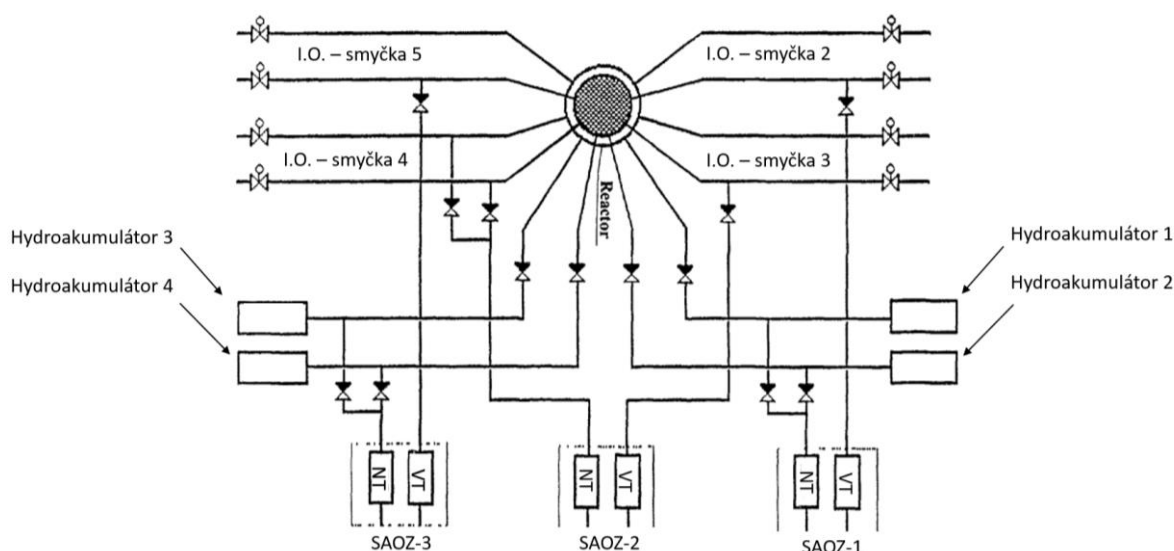 I.O. – smyčka 5
I.O. – smyčka 2
I.O. – smyčka 4
I.O. – smyčka 3
Reactor
Hydroakumulátor 3
Hydroakumulátor 1
Hydroakumulátor 4
Hydroakumulátor 2
NT
VT
NT
VT
NT
VT
SAOZ-3
SAOZ-2
SAOZ-1